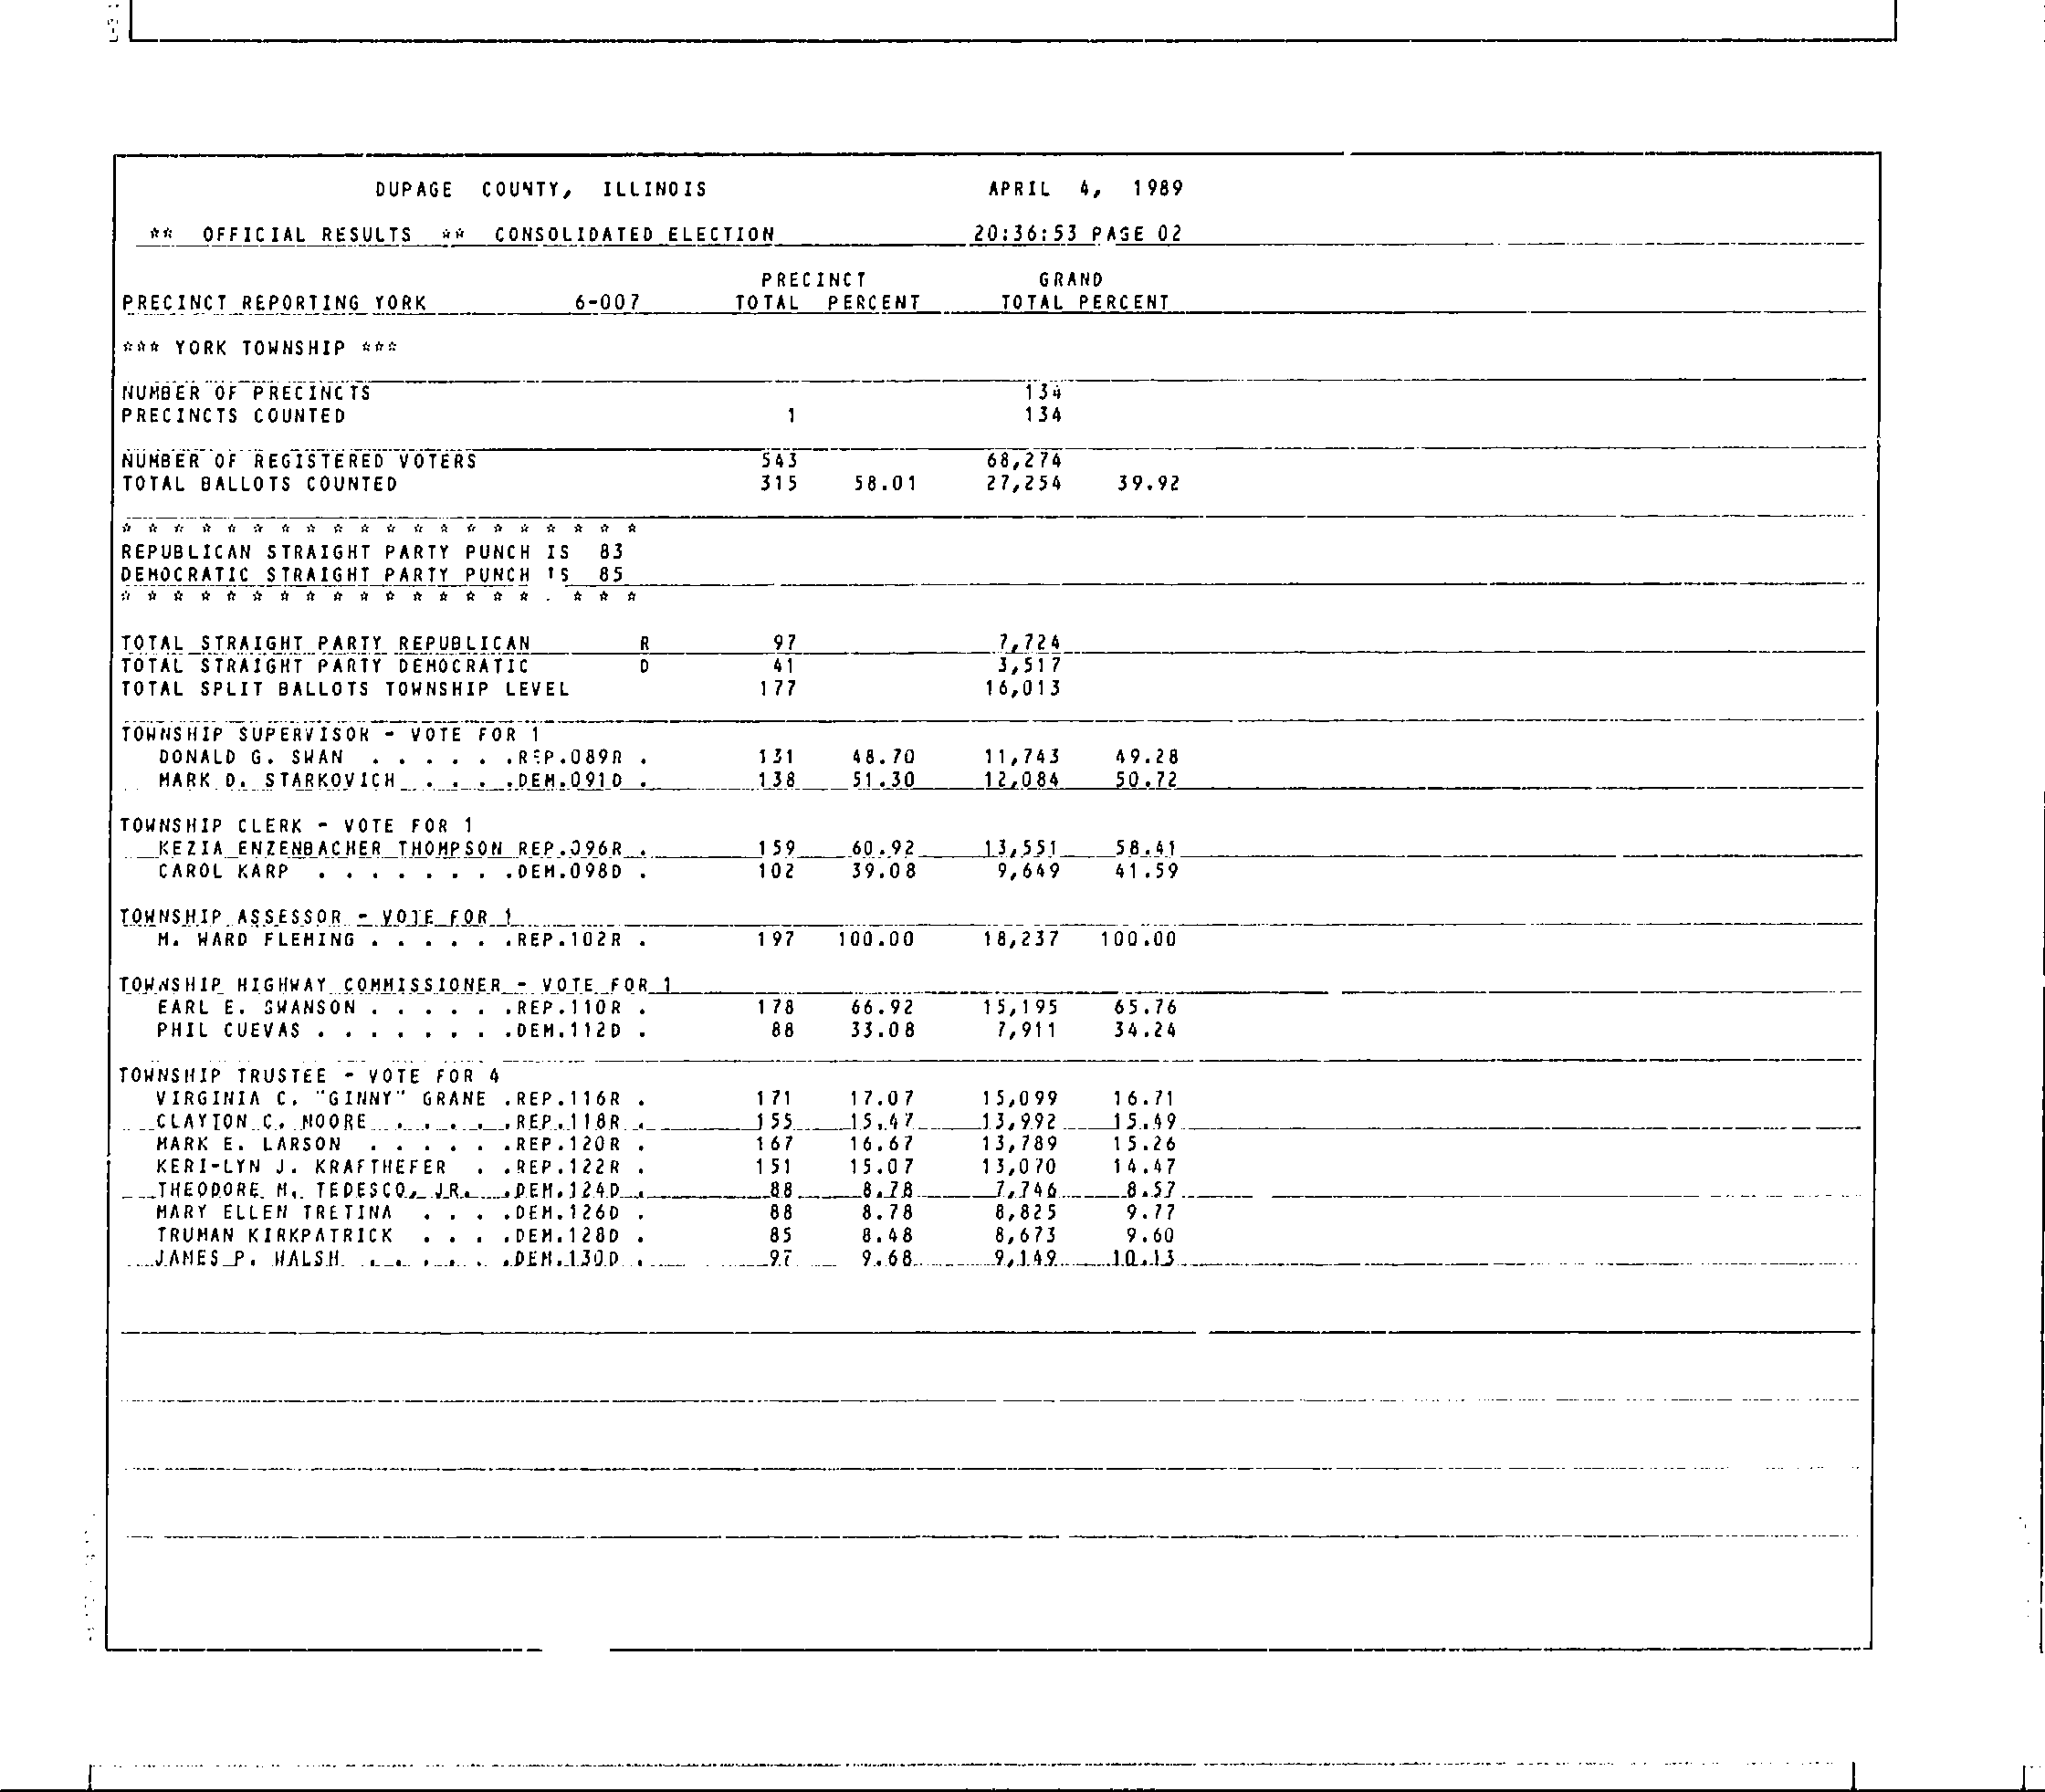 DUPAGE COUNTY, ILLINOIS APRIL 4, 1989
** OFFICIAL RESULTS ** CONSOLIDATED ELECTION 20:36:53 PAGE 02
PRECINCT GRAND
PRECINCT REPORTING YORK 6-007 TOTAL PERCENT TOTAL PERCENT
*** YORK TOWNSHIP ***
NUMBER OF PRECINCTS 134
PRECINCTS COUNTED 1 134
NUMBER OF REGISTERED VOTERS 543 68,274
TOTAL BALLOTS COUNTED 315 58.01 27,254 39.92
* * * * * * * * * * * * * * * * * * * *
REPUBLICAN STRAIGHT PARTY PUNCH IS 83
DEMOCRATIC STRAIGHT PARTY PUNCH IS 85
* * * * * * * * * * * * * * * * . * * *
TOTAL STRAIGHT PARTY REPUBLICAN R 97 7,724
TOTAL STRAIGHT PARTY DEMOCRATIC D 41 3,517
TOTAL SPLIT BALLOTS TOWNSHIP LEVEL 177 16,013
TOWNSHIP SUPERVISOR - VOTE FOR 1
DONALD G. SWAN . . . . . .REP.089R . 131 48.70 11,743 49.28
MARK D. STARKOVICH . . . .DEM.091D . 138 51.30 12,084 50.72
TOWNSHIP CLERK - VOTE FOR 1
KEZIA ENZENBACHER THOMPSON REP.096R . 159 60.92 13,551 58.41
CAROL KARP . . . . . . . .DEM.098D . 102 39.08 9,649 41.59
TOWNSHIP ASSESSOR - VOTE FOR 1
M. WARD FLEMING . . . . . .REP.102R . 197 100.00 18,237 100.00
TOWNSHIP HIGHWAY COMMISSIONER - VOTE FOR 1
EARL E. SWANSON . . . . . .REP.110R . 178 66.92 15,195 65.76
PHIL CUEVAS . . . . . . . .DEM.112D . 88 33.08 7,911 34.24
TOWNSHIP TRUSTEE - VOTE FOR 4
VIRGINIA C. "GINNY" GRANE .REP.116R . 171 17.07 15,099 16.71
CLAYTON C. MOORE . . . . .REP.118R . 155 15.47 13,992 15.49
MARK E. LARSON . . . . . .REP.120R . 167 16.67 13,789 15.26
KERI-LYN J. KRAFTHEFER . .REP.122R . 151 15.07 13,070 14.47
THEODORE M. TEDESCO, JR. .DEM.124D . 88 8.78 7,746 8.57
MARY ELLEN TRETINA . . . .DEM.126D . 88 8.78 8,825 9.77
TRUMAN KIRKPATRICK . . . .DEM.128D . 85 8.48 8,673 9.60
JAMES P. WALSH . . . . . .DEM.130D . 97 9.68 9,149 10.13